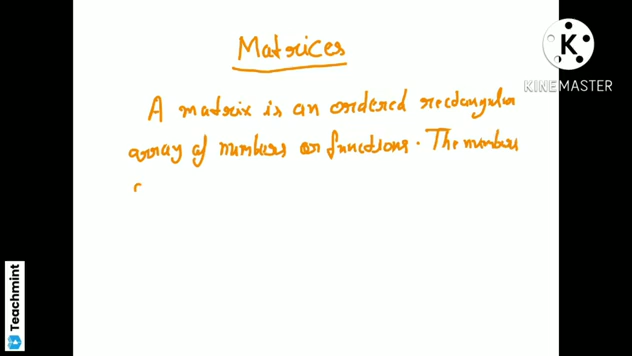 Matrices
KINEMASTER
A matrix is an ordered rectangular
array of numbers or functions. The numbers
Teachmint